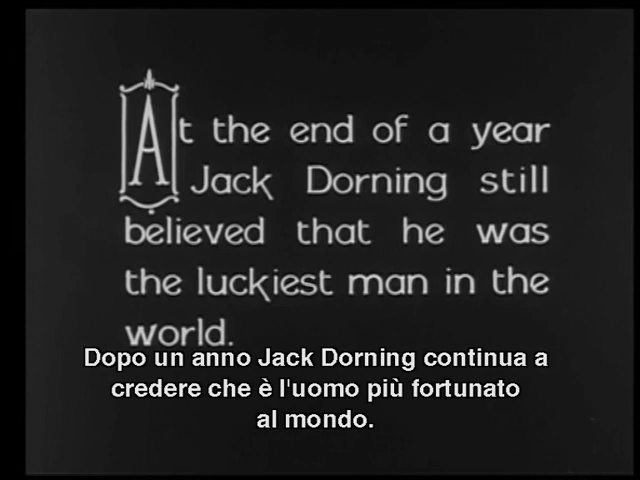 At the end of a year
Jack Dorning still
believed that he was
the luckiest man in the
world.
Dopo un anno Jack Dorning continua a
credere che è l'uomo più fortunato
al mondo.